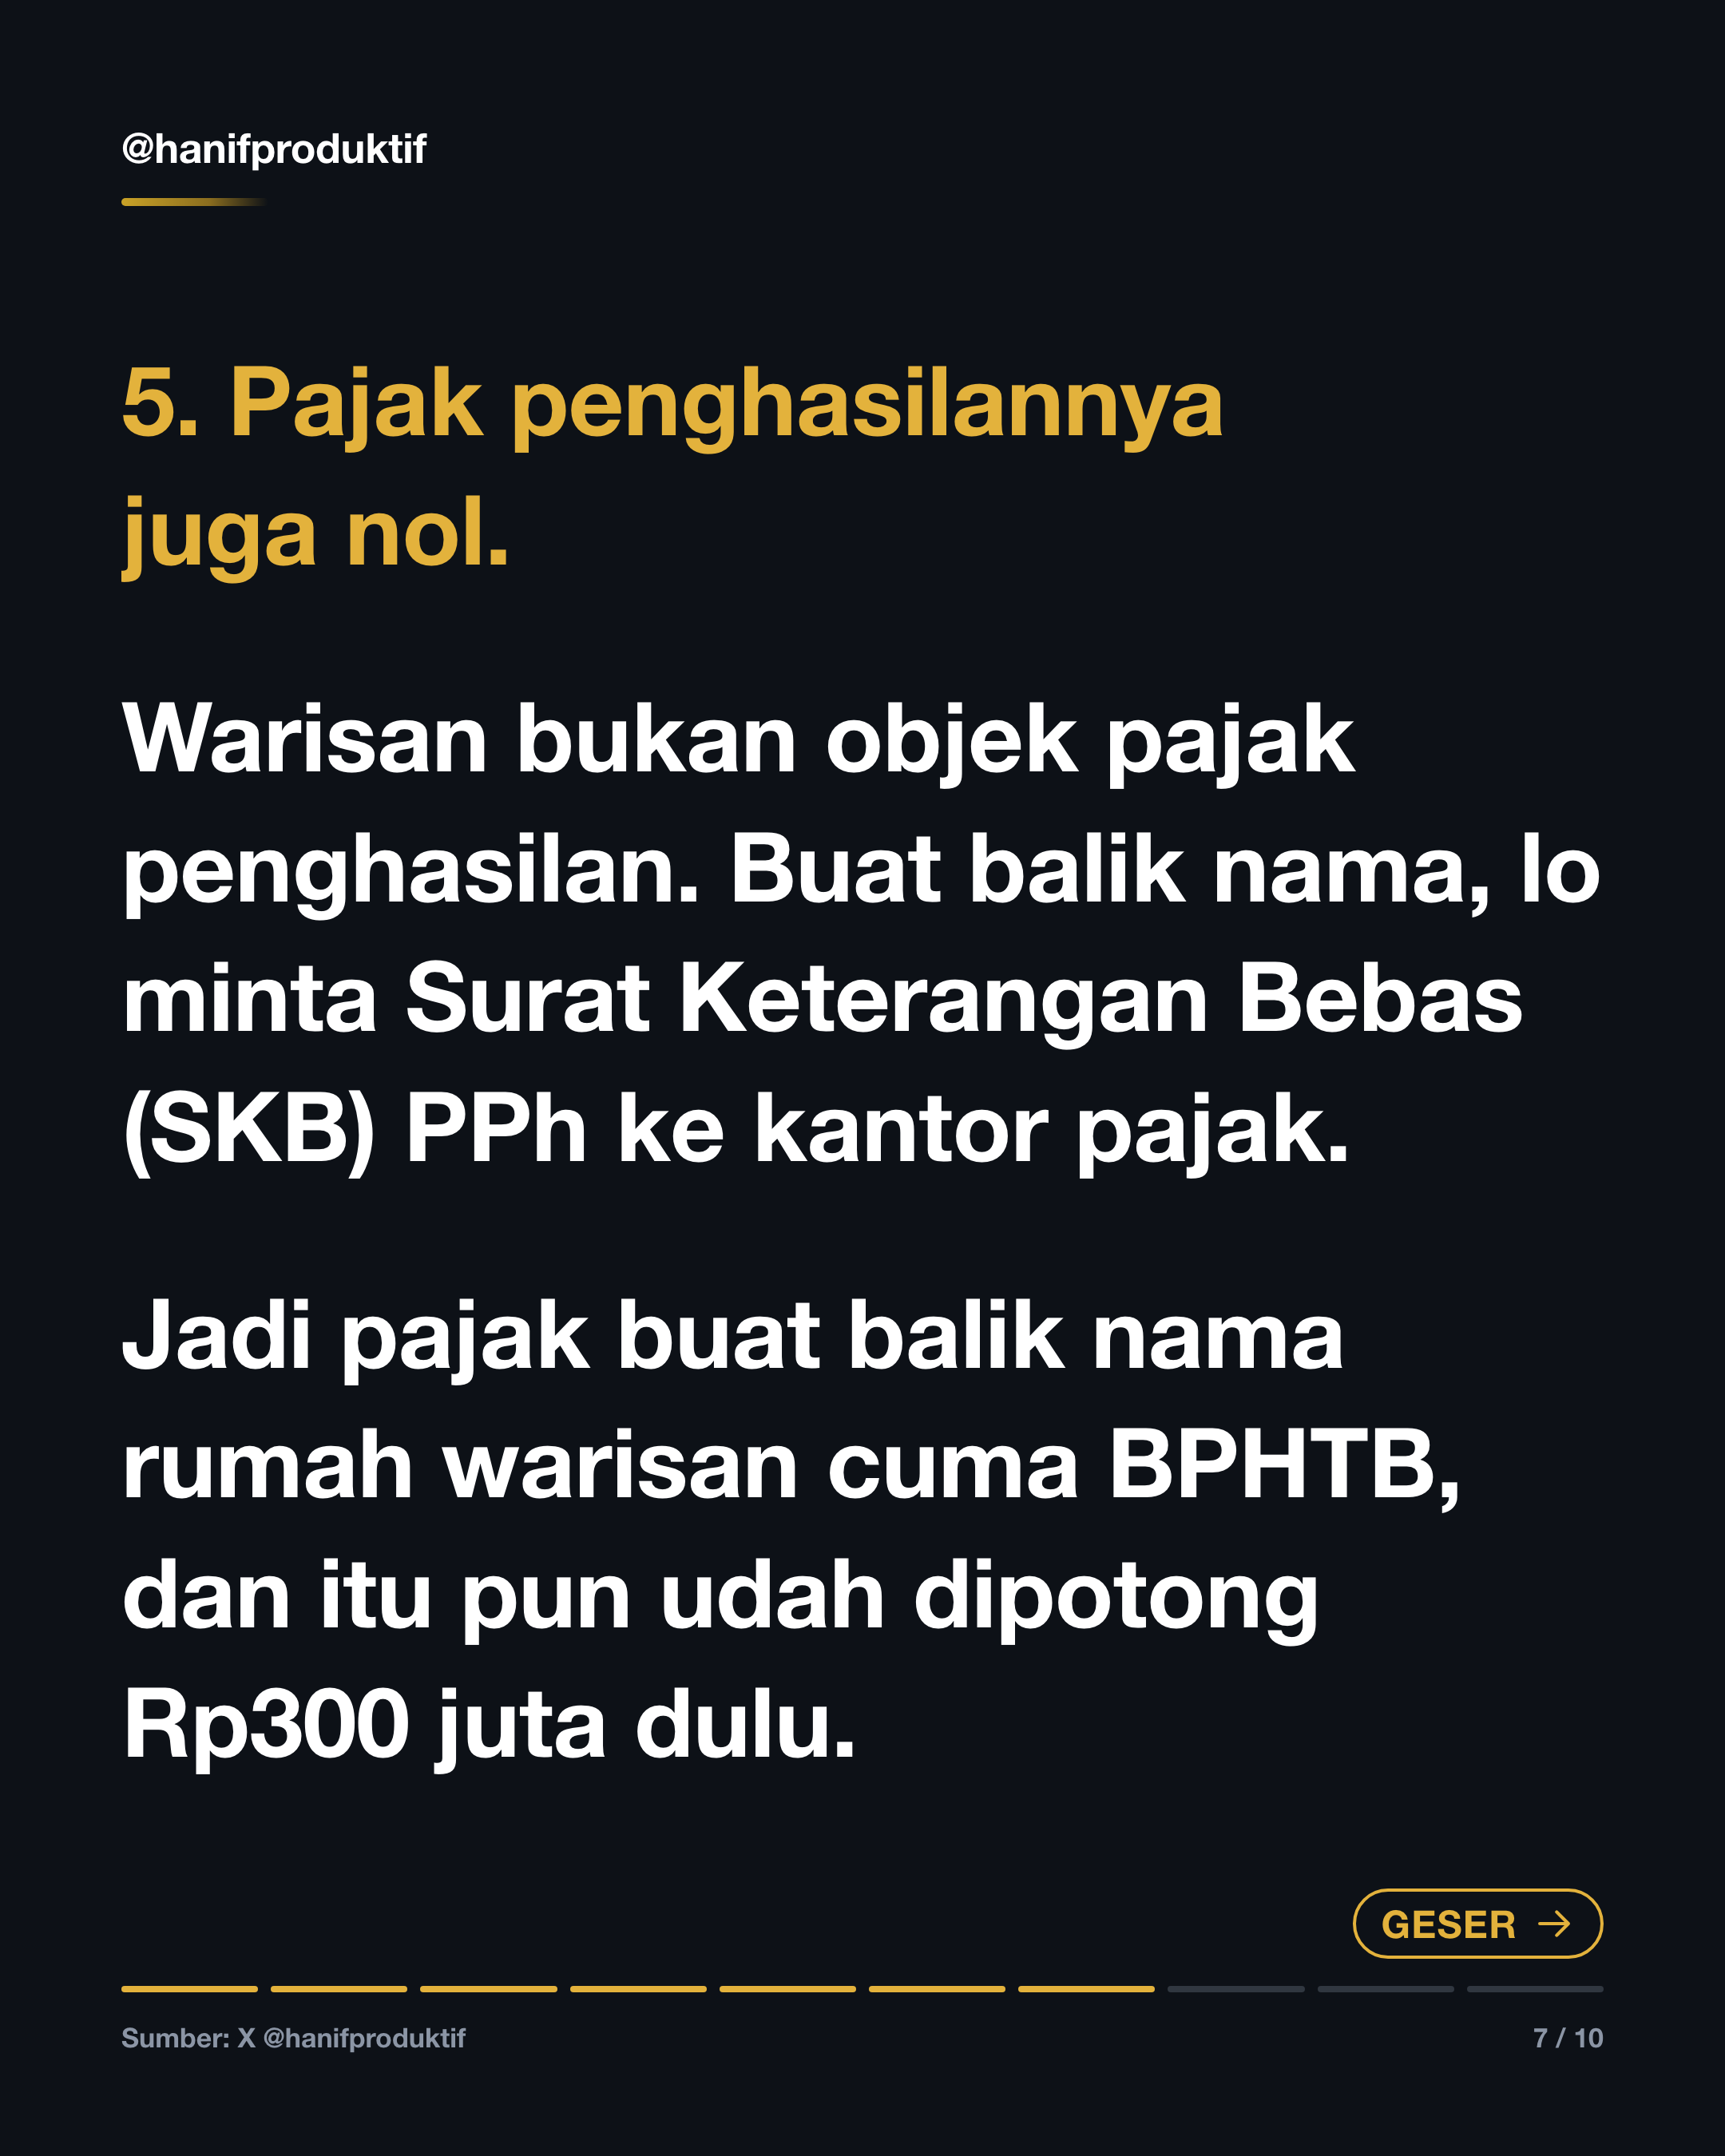 @hanifproduktif
5. Pajak penghasilannya
juga nol.
Warisan bukan objek pajak
penghasilan. Buat balik nama, lo
minta Surat Keterangan Bebas
(SKB) PPh ke kantor pajak.
Jadi pajak buat balik nama
rumah warisan cuma BPHTB,
dan itu pun udah dipotong
Rp300 juta dulu.
GESER →
Sumber: X @hanifproduktif
7 / 10